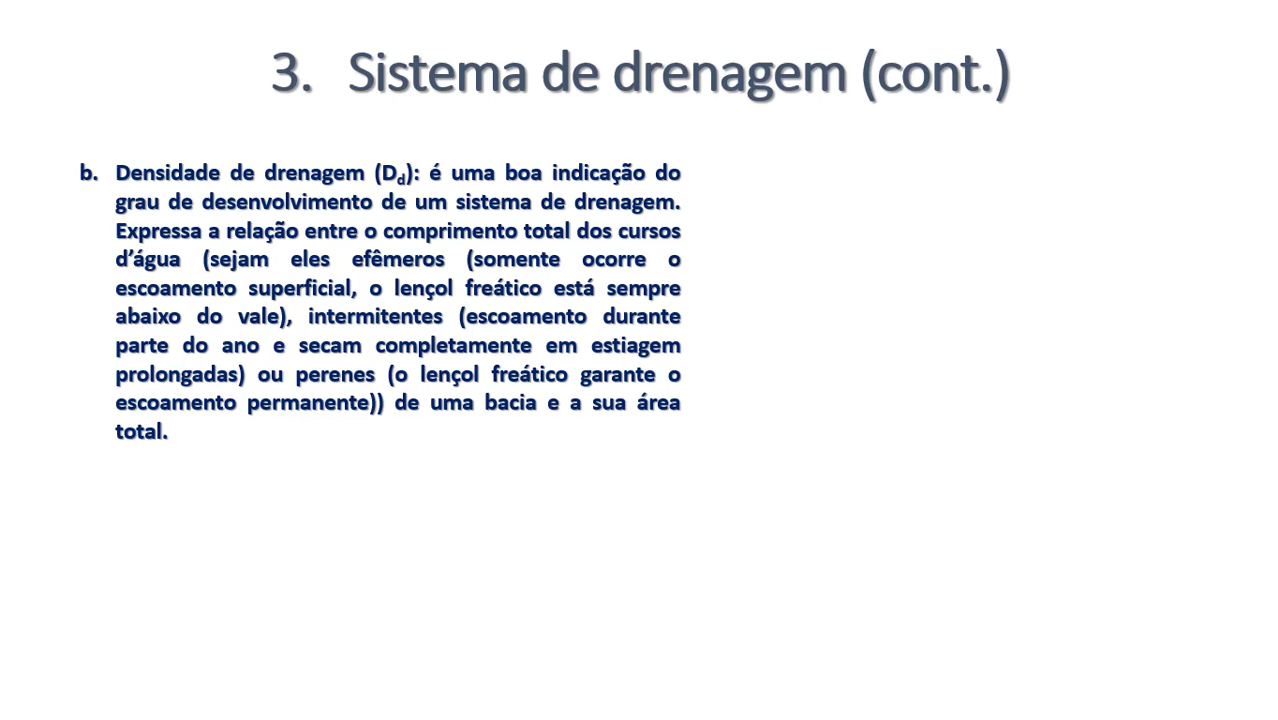 3. Sistema de drenagem (cont.)
b. Densidade de drenagem (Dd): é uma boa indicação do
grau de desenvolvimento de um sistema de drenagem.
Expressa a relação entre o comprimento total dos cursos
d’água (sejam eles efêmeros (somente ocorre o
escoamento superficial, o lençol freático está sempre
abaixo do vale), intermitentes (escoamento durante
parte do ano e secam completamente em estiagem
prolongadas) ou perenes (o lençol freático garante o
escoamento permanente)) de uma bacia e a sua área
total.